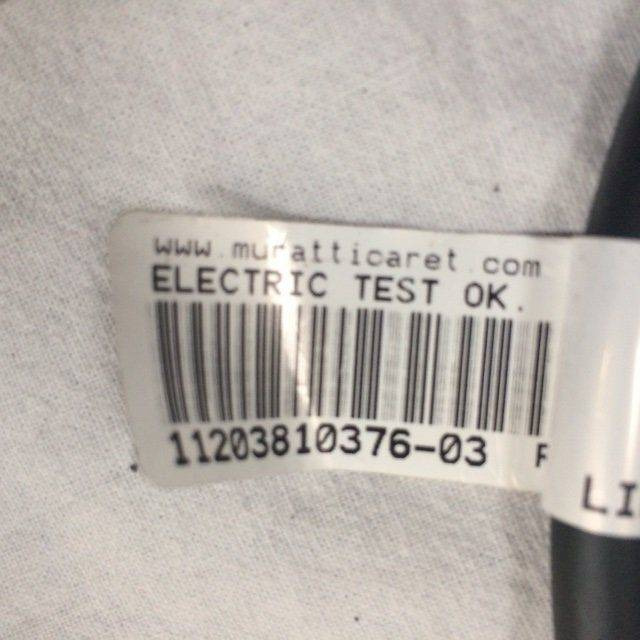 www.muratticaret.com
ELECTRIC TEST OK.
11203810376-03